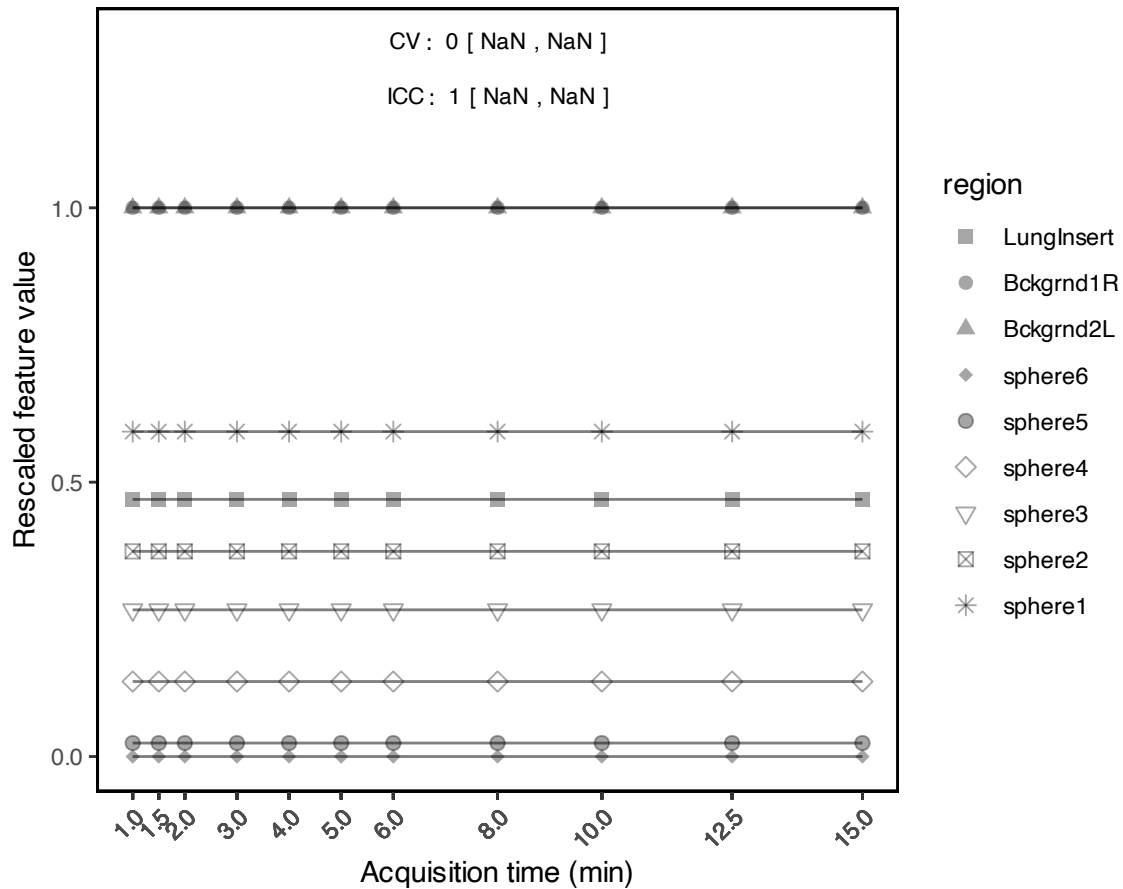 CV : 0 [ NaN , NaN ]
ICC : 1 [ NaN , NaN ]
Rescaled feature value
1.0
0.5
0.0
1.0
1.5
2.0
3.0
4.0
5.0
6.0
8.0
10.0
12.5
15.0
Acquisition time (min)
region
LungInsert
Bckgrnd1R
Bckgrnd2L
sphere6
sphere5
sphere4
sphere3
sphere2
sphere1